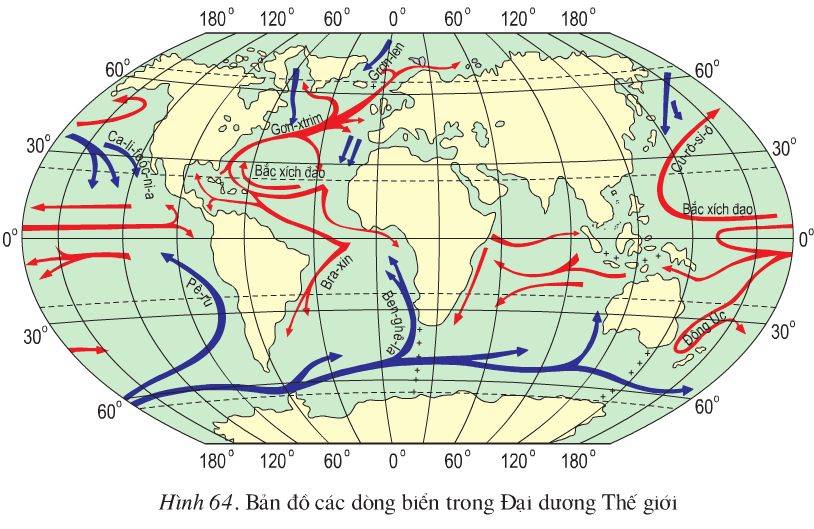 180° 120° 60° 0° 60° 120° 180°
60° 60°
30° 30°
0° 0°
30° 30°
60° 60°
Grơn-len
Gơn-xtrim
Ca-li-faoc-ni-a
Cư-rô-si-ô
Bắc xích đạo
Bắc xích đạo
Pê-ru
Bra-xin
Ben-ghê-la
Đông Úc
180° 120° 60° 0° 60° 120° 180°
Hình 64. Bản đồ các dòng biển trong Đại dương Thế giới